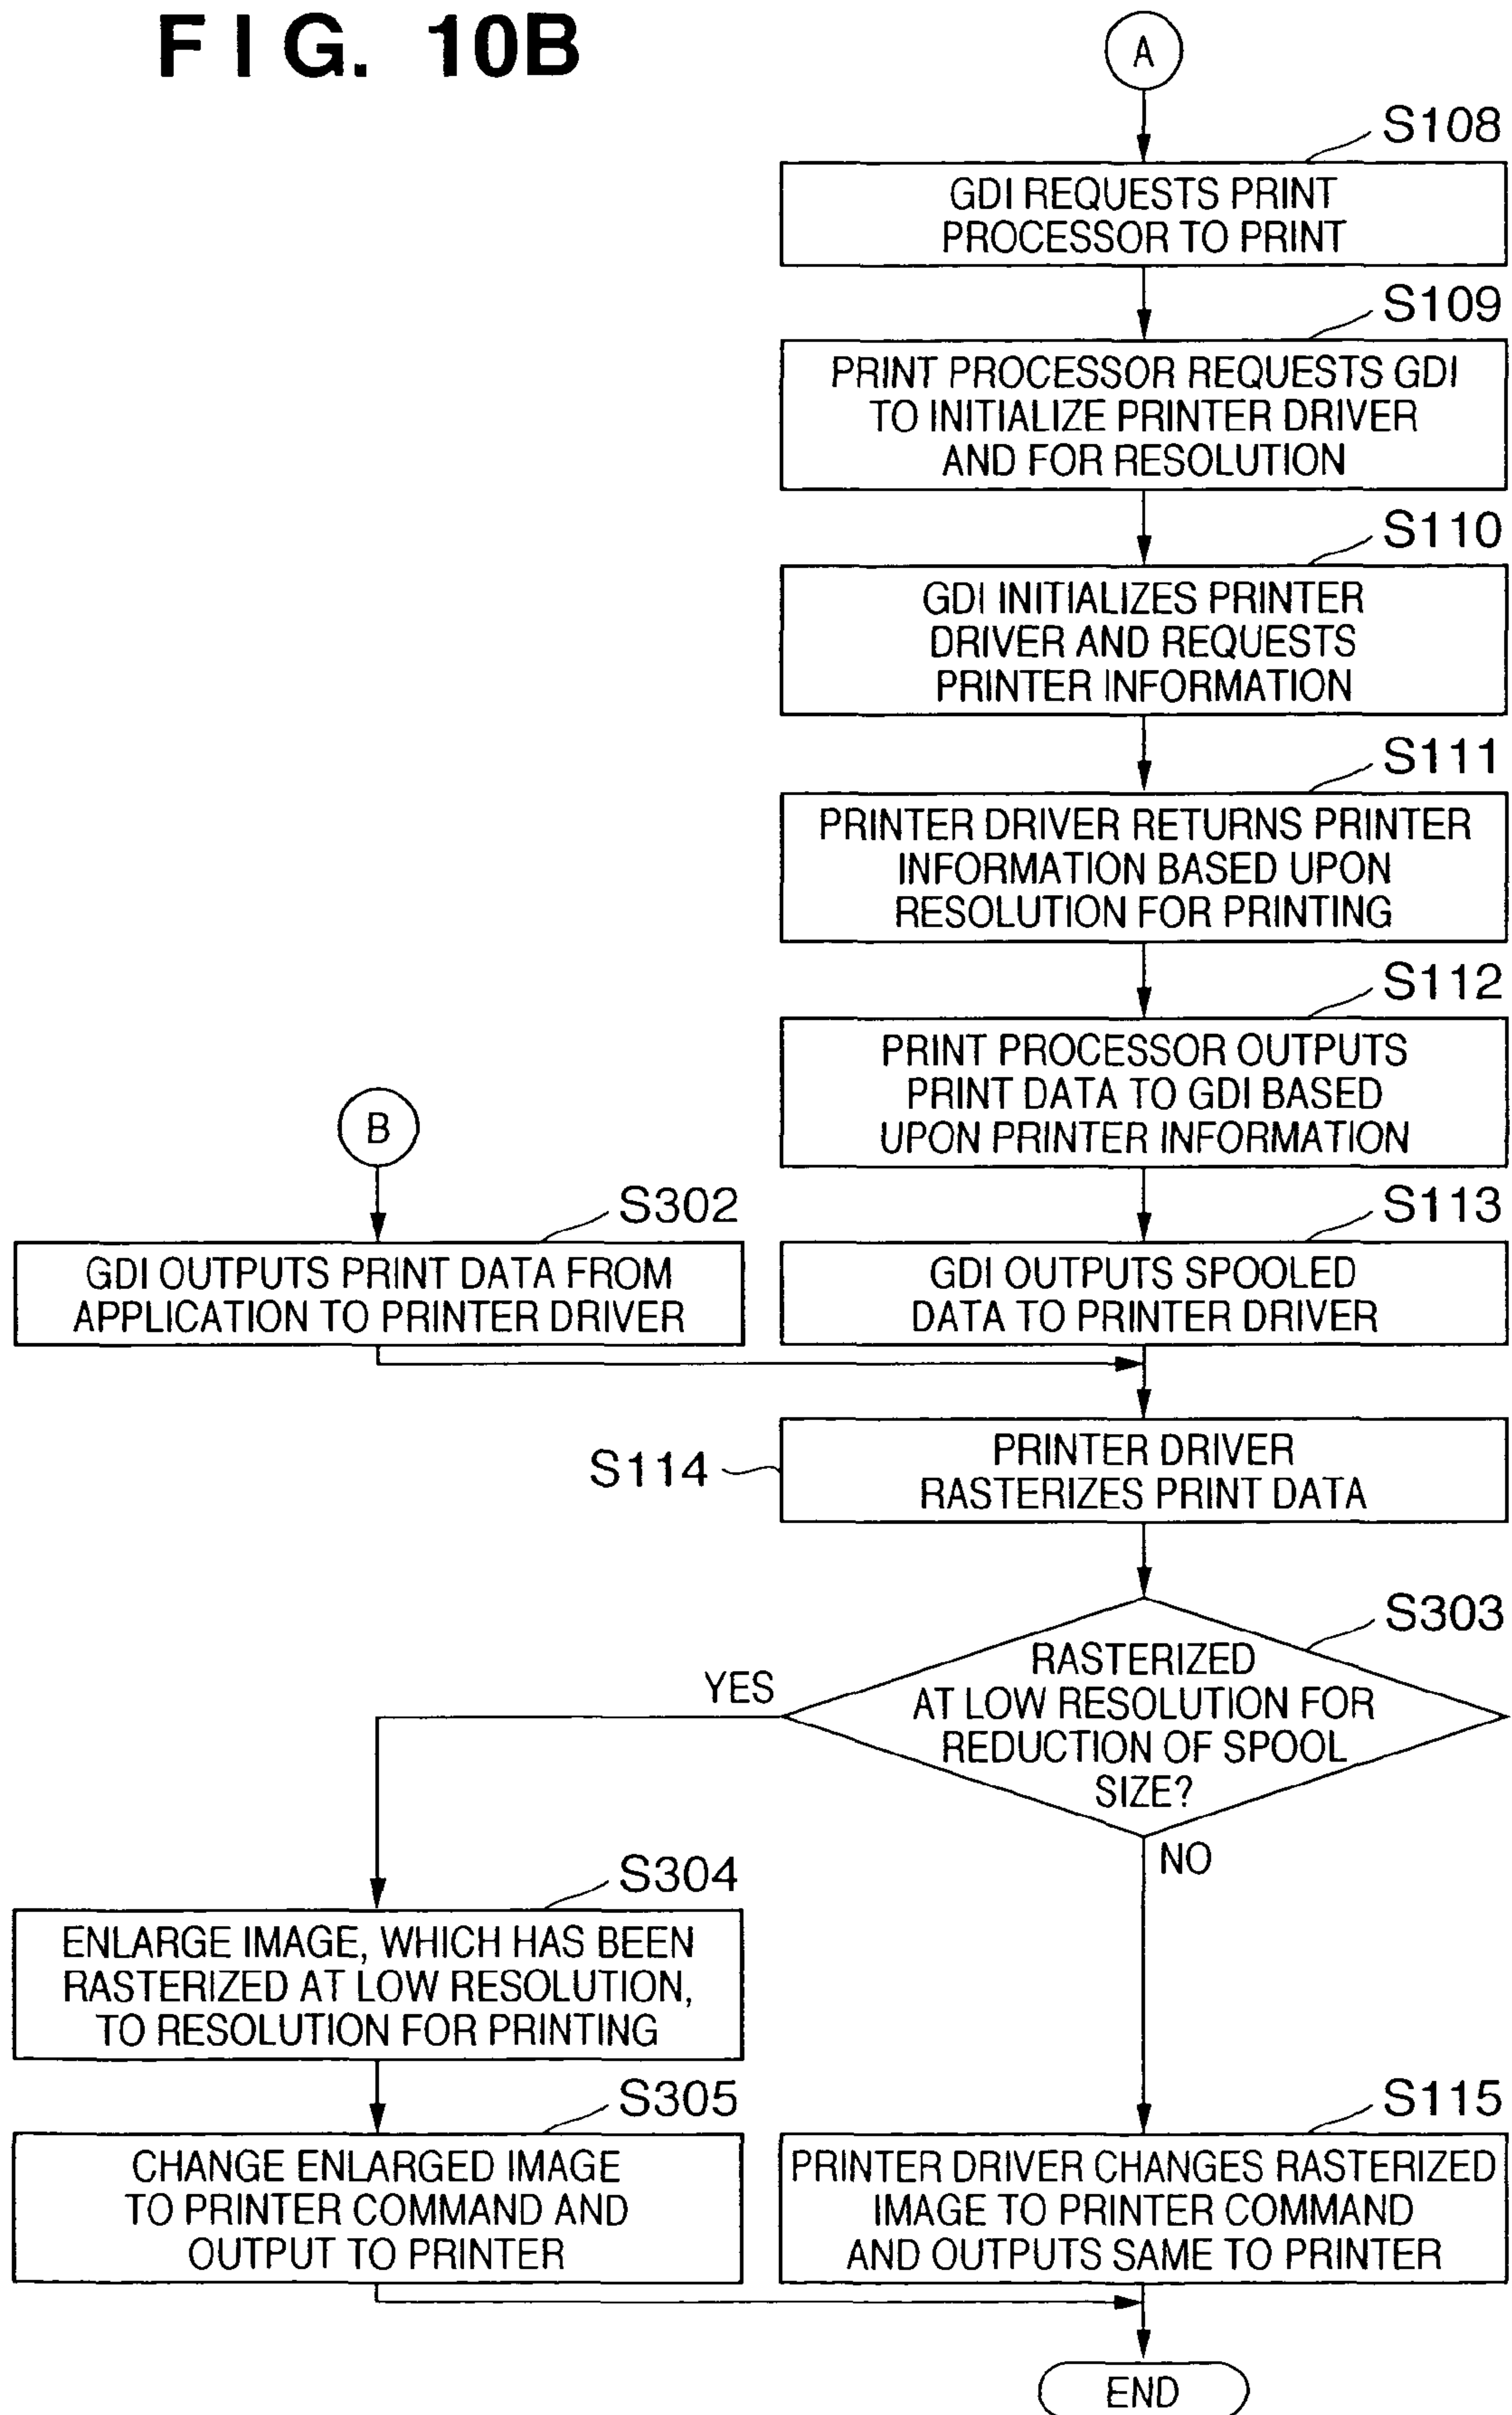 FIG. 10B
A
S108
GDI REQUESTS PRINT
PROCESSOR TO PRINT
S109
PRINT PROCESSOR REQUESTS GDI
TO INITIALIZE PRINTER DRIVER
AND FOR RESOLUTION
S110
GDI INITIALIZES PRINTER
DRIVER AND REQUESTS
PRINTER INFORMATION
S111
PRINTER DRIVER RETURNS PRINTER
INFORMATION BASED UPON
RESOLUTION FOR PRINTING
S112
PRINT PROCESSOR OUTPUTS
PRINT DATA TO GDI BASED
UPON PRINTER INFORMATION
B
S302
GDI OUTPUTS PRINT DATA FROM
APPLICATION TO PRINTER DRIVER
S113
GDI OUTPUTS SPOOLED
DATA TO PRINTER DRIVER
S114
PRINTER DRIVER
RASTERIZES PRINT DATA
S303
RASTERIZED
AT LOW RESOLUTION FOR
REDUCTION OF SPOOL
SIZE?
YES
NO
S304
ENLARGE IMAGE, WHICH HAS BEEN
RASTERIZED AT LOW RESOLUTION,
TO RESOLUTION FOR PRINTING
S305
CHANGE ENLARGED IMAGE
TO PRINTER COMMAND AND
OUTPUT TO PRINTER
S115
PRINTER DRIVER CHANGES RASTERIZED
IMAGE TO PRINTER COMMAND
AND OUTPUTS SAME TO PRINTER
END